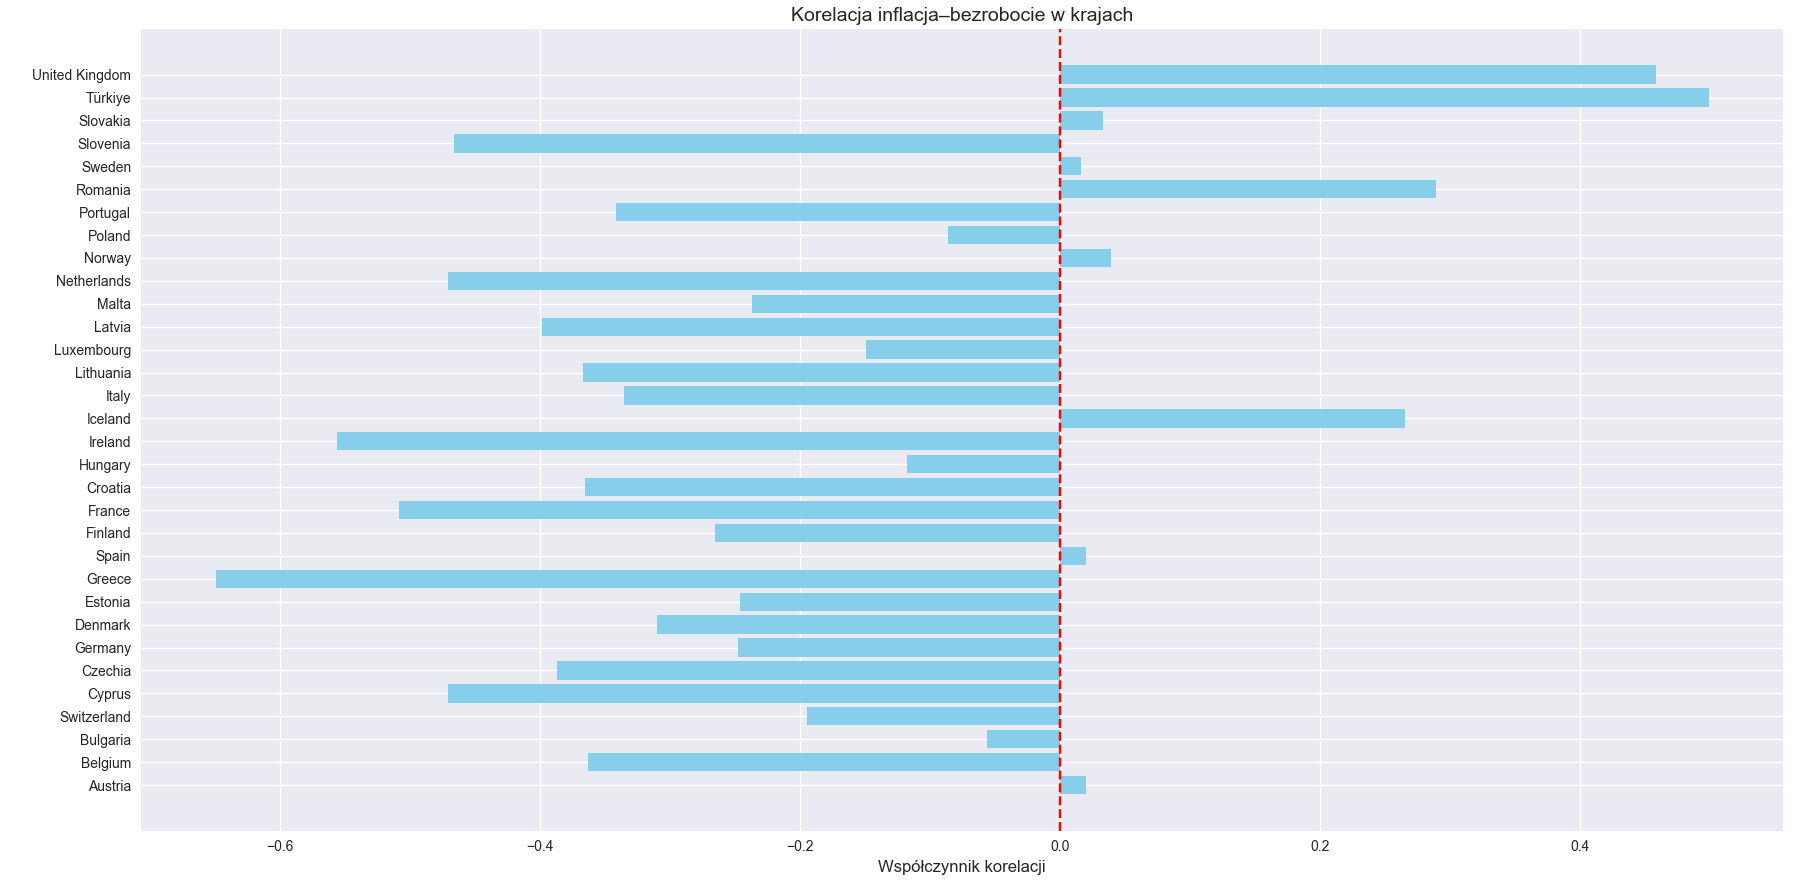 Korelacja inflacja–bezrobocie w krajach
United Kingdom
Türkiye
Slovakia
Slovenia
Sweden
Romania
Portugal
Poland
Norway
Netherlands
Malta
Latvia
Luxembourg
Lithuania
Italy
Iceland
Ireland
Hungary
Croatia
France
Finland
Spain
Greece
Estonia
Denmark
Germany
Czechia
Cyprus
Switzerland
Bulgaria
Belgium
Austria
−0.6 −0.4 −0.2 0.0 0.2 0.4
Współczynnik korelacji